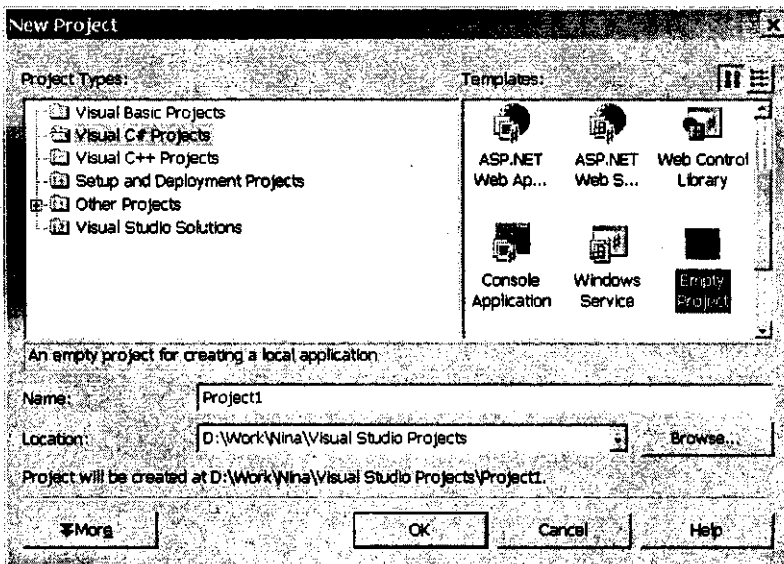 New Project
Project Types:
Visual Basic Projects
Visual C# Projects
Visual C++ Projects
Setup and Deployment Projects
Other Projects
Visual Studio Solutions
Templates:
ASP.NET Web Ap...
ASP.NET Web S...
Web Control Library
Console Application
Windows Service
Empty Project
An empty project for creating a local application
Name:
Project1
Location:
D:\Work\Nina\Visual Studio Projects
Browse...
Project will be created at D:\Work\Nina\Visual Studio Projects\Project1.
More
OK
Cancel
Help